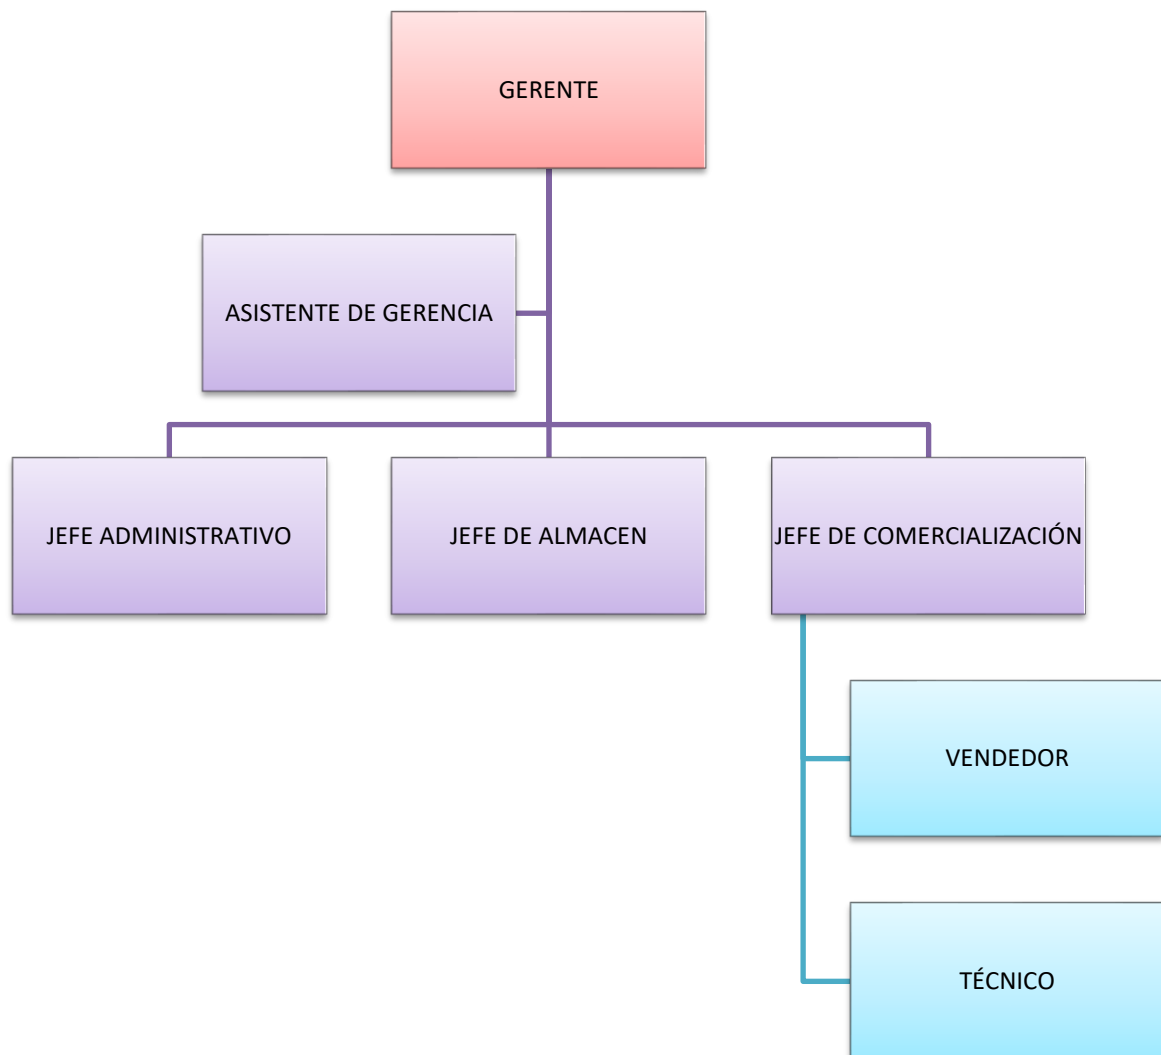 GERENTE
ASISTENTE DE GERENCIA
JEFE ADMINISTRATIVO
JEFE DE ALMACEN
JEFE DE COMERCIALIZACIÓN
VENDEDOR
TÉCNICO